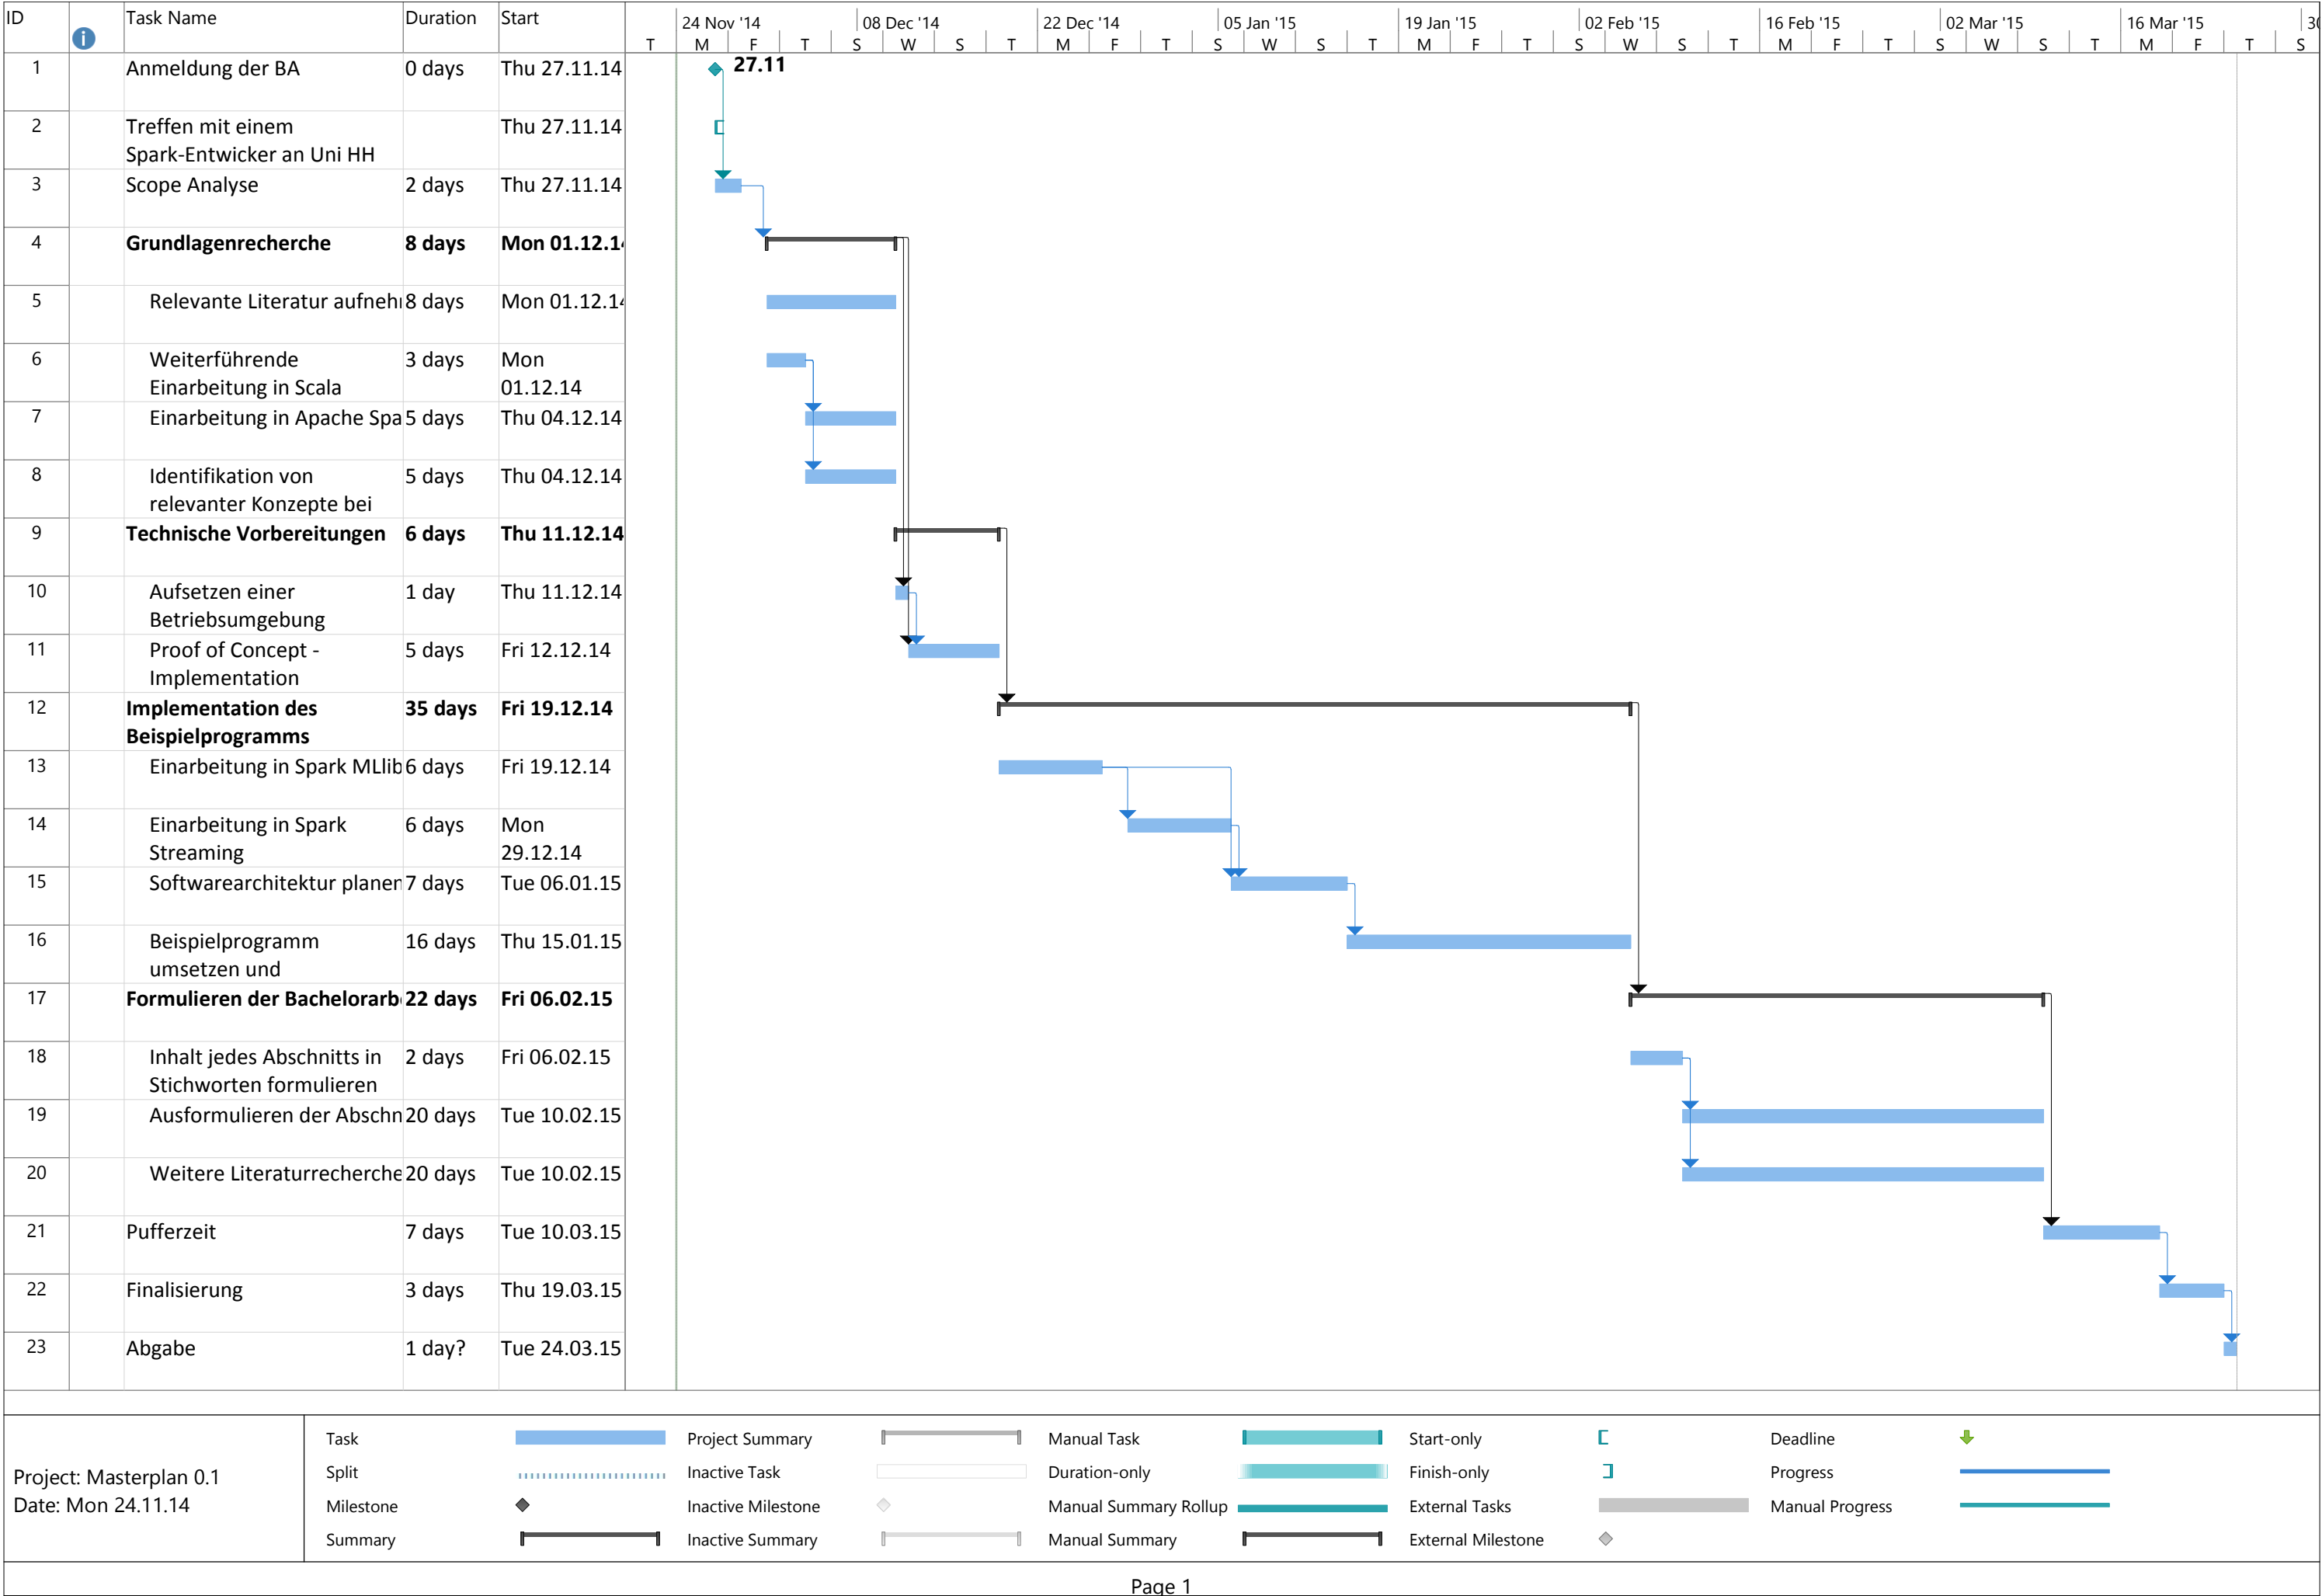 ID Task Name Duration Start 24 Nov '14 08 Dec '14 22 Dec '14 05 Jan '15 19 Jan '15 02 Feb '15 16 Feb '15 02 Mar '15 16 Mar '15 30
i T M F T S W S T M F T S W S T M F T S W S T M F T S W S T M F T S
1 Anmeldung der BA 0 days Thu 27.11.14 27.11
2 Treffen mit einem Thu 27.11.14
Spark-Entwicker an Uni HH
3 Scope Analyse 2 days Thu 27.11.14
4 Grundlagenrecherche 8 days Mon 01.12.14
5 Relevante Literatur aufneh 8 days Mon 01.12.14
6 Weiterführende 3 days Mon
Einarbeitung in Scala 01.12.14
7 Einarbeitung in Apache Spa 5 days Thu 04.12.14
8 Identifikation von 5 days Thu 04.12.14
relevanter Konzepte bei
9 Technische Vorbereitungen 6 days Thu 11.12.14
10 Aufsetzen einer 1 day Thu 11.12.14
Betriebsumgebung
11 Proof of Concept - 5 days Fri 12.12.14
Implementation
12 Implementation des 35 days Fri 19.12.14
Beispielprogramms
13 Einarbeitung in Spark MLlib 6 days Fri 19.12.14
14 Einarbeitung in Spark 6 days Mon
Streaming 29.12.14
15 Softwarearchitektur planen 7 days Tue 06.01.15
16 Beispielprogramm 16 days Thu 15.01.15
umsetzen und
17 Formulieren der Bachelorarb 22 days Fri 06.02.15
18 Inhalt jedes Abschnitts in 2 days Fri 06.02.15
Stichworten formulieren
19 Ausformulieren der Abschn 20 days Tue 10.02.15
20 Weitere Literaturrecherche 20 days Tue 10.02.15
21 Pufferzeit 7 days Tue 10.03.15
22 Finalisierung 3 days Thu 19.03.15
23 Abgabe 1 day? Tue 24.03.15
Project: Masterplan 0.1
Date: Mon 24.11.14
Task Project Summary Manual Task Start-only Deadline
Split Inactive Task Duration-only Finish-only Progress
Milestone Inactive Milestone Manual Summary Rollup External Tasks Manual Progress
Summary Inactive Summary Manual Summary External Milestone
Page 1